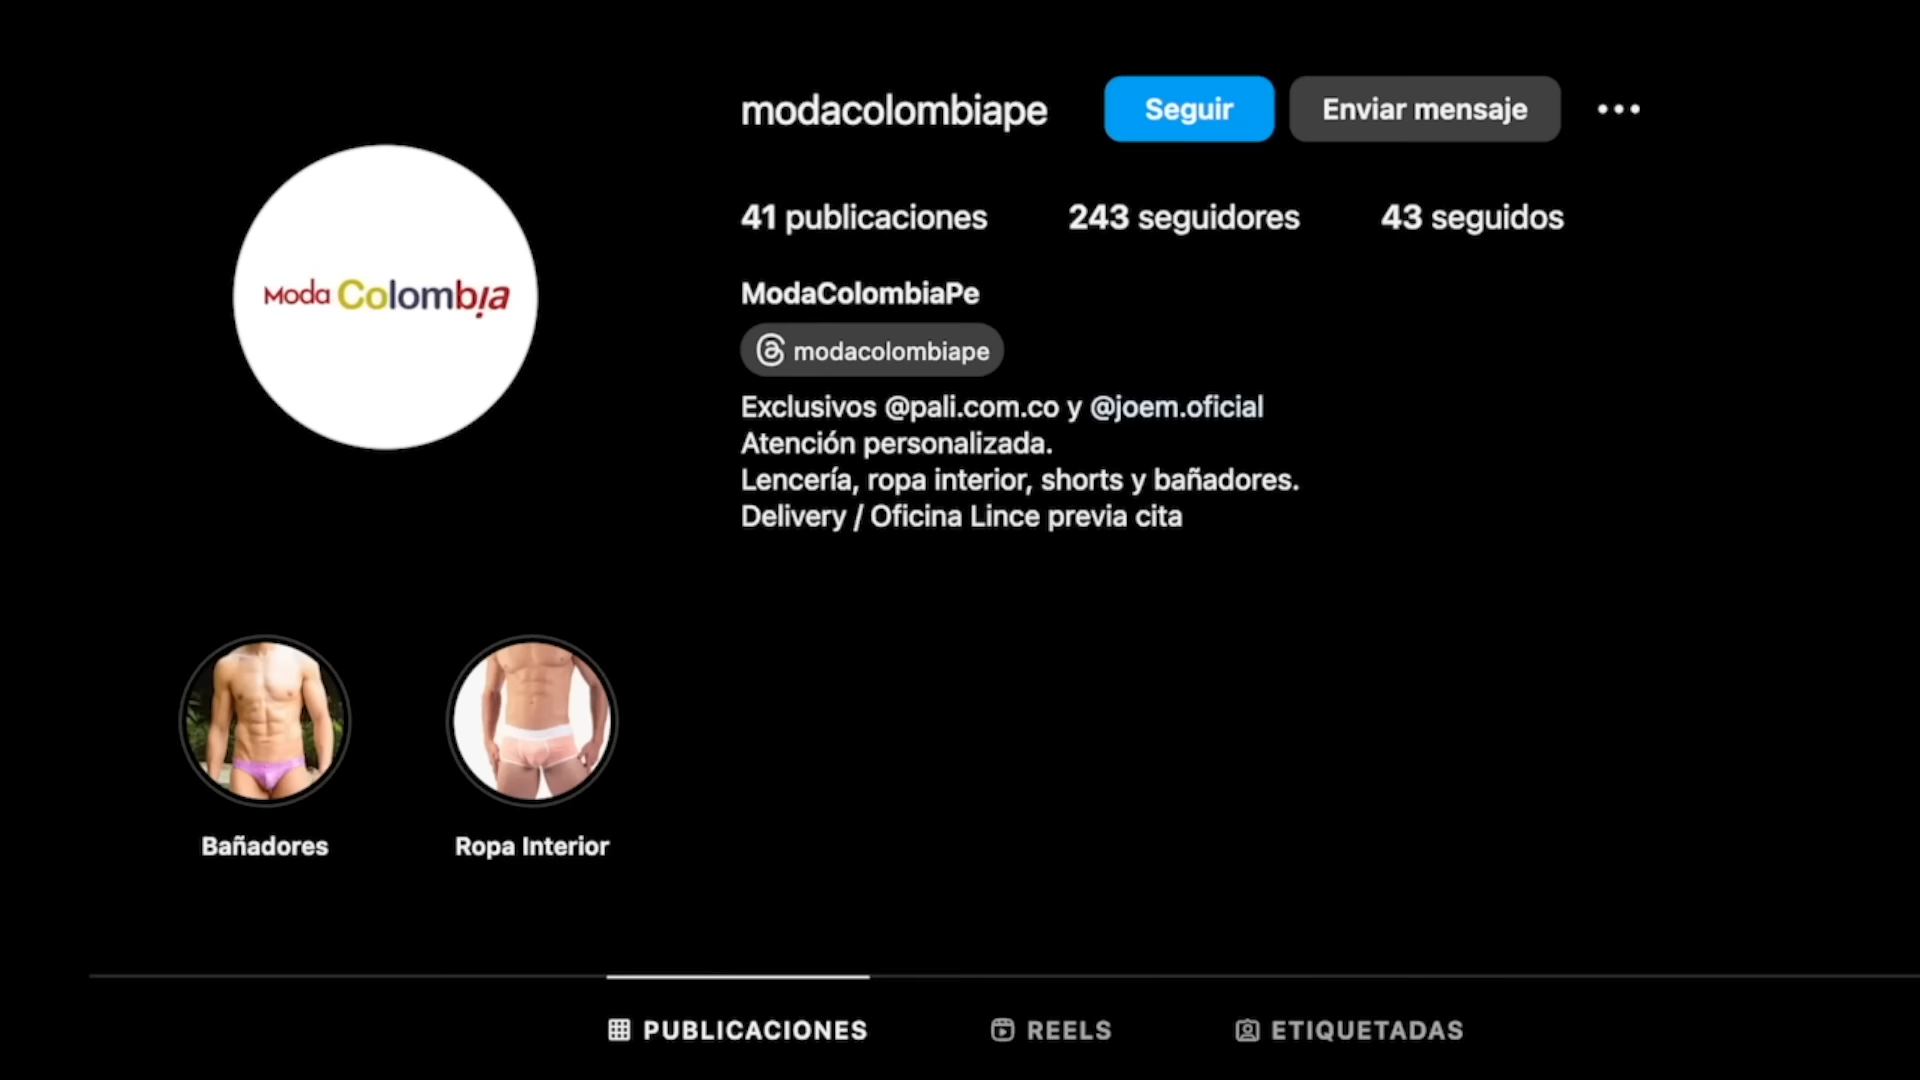 modacolombiape
Seguir
Enviar mensaje
41 publicaciones
243 seguidores
43 seguidos
Moda Colombia
ModaColombiaPe
modacolombiape
Exclusivos @pali.com.co y @joem.oficial
Atención personalizada.
Lencería, ropa interior, shorts y bañadores.
Delivery / Oficina Lince previa cita
Bañadores
Ropa Interior
PUBLICACIONES
REELS
ETIQUETADAS